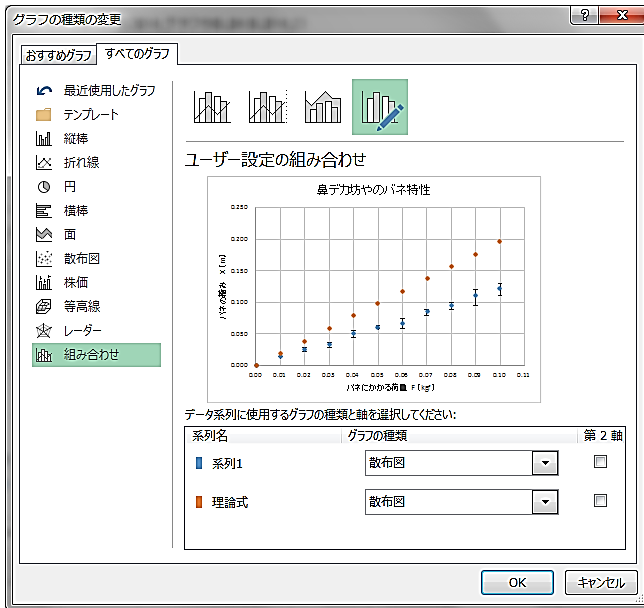 グラフの種類の変更
?
X
おすすめグラフ
すべてのグラフ
最近使用したグラフ
テンプレート
縦棒
折れ線
円
横棒
面
散布図
株価
等高線
レーダー
組み合わせ
ユーザー設定の組み合わせ
鼻デカ坊やのバネ特性
0.250
0.200
0.150
0.100
0.050
0.000
0.00 0.01 0.02 0.03 0.04 0.05 0.06 0.07 0.08 0.09 0.10 0.11
バネにかかる荷重 F [kgf]
データ系列に使用するグラフの種類と軸を選択してください:
系列名 グラフの種類 第 2 軸
系列1 散布図
理論式 散布図
OK キャンセル